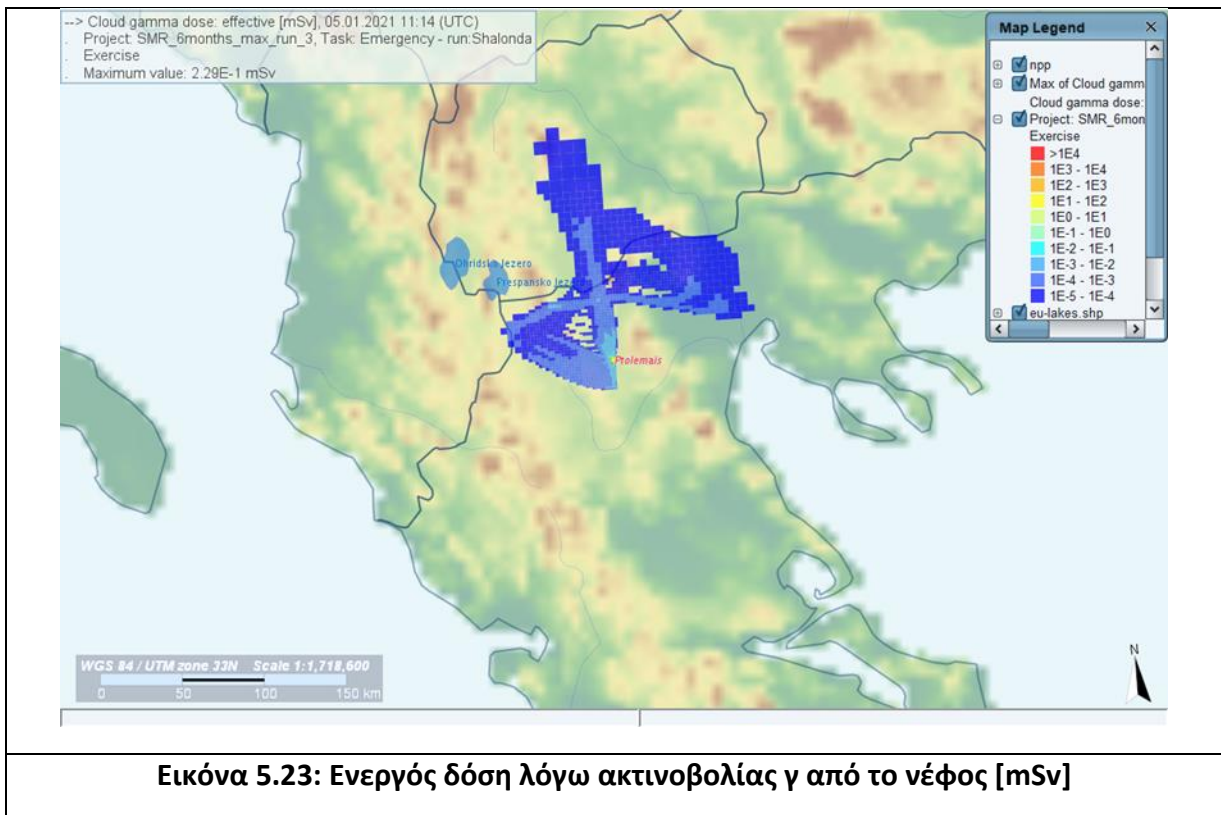 --> Cloud gamma dose: effective [mSv], 05.01.2021 11:14 (UTC)
. Project: SMR_6months_max_run_3, Task: Emergency - run:Shalonda
. Exercise
. Maximum value: 2.29E-1 mSv
Map Legend
npp
Max of Cloud gamm
Cloud gamma dose:
Project: SMR_6mon
Exercise
>1E4
1E3 - 1E4
1E2 - 1E3
1E1 - 1E2
1E0 - 1E1
1E-1 - 1E0
1E-2 - 1E-1
1E-3 - 1E-2
1E-4 - 1E-3
1E-5 - 1E-4
eu-lakes.shp
Ohridsko Jezero
Prespansko Jezero
Ptolemais
WGS 84 / UTM zone 33N Scale 1:1,718,600
0 50 100 150 km
N
Εικόνα 5.23: Ενεργός δόση λόγω ακτινοβολίας γ από το νέφος [mSv]